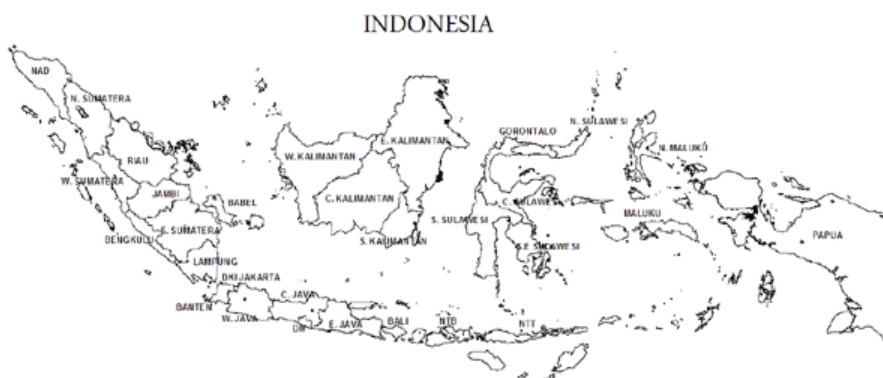 INDONESIA
NAD
N. SUMATERA
RIAU
W. SUMATERA
JAMBI
BABEL
BENGKULU
S. SUMATERA
LAMPUNG
DKI JAKARTA
BANTEN
W. JAVA
C. JAVA
E. JAVA
BALI
NTB
NTT
W. KALIMANTAN
E. KALIMANTAN
C. KALIMANTAN
S. KALIMANTAN
GORONTALO
N. SULAWESI
C. SULAWESI
S. SULAWESI
S.E SULAWESI
N. MALUKU
MALUKU
PAPUA